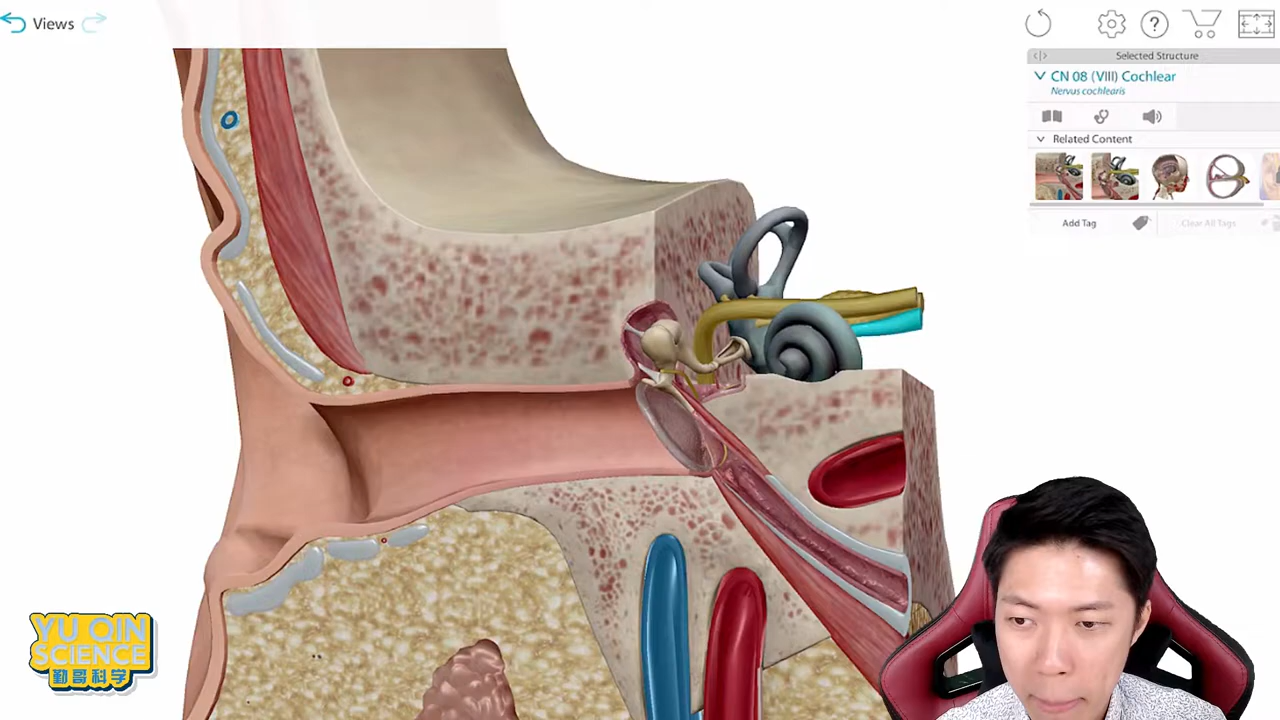 Views
Selected Structure
CN 08 (VIII) Cochlear
Nervus cochlearis
Related Content
Add Tag
Clear All Tags
YU QIN
SCIENCE
勤哥科学